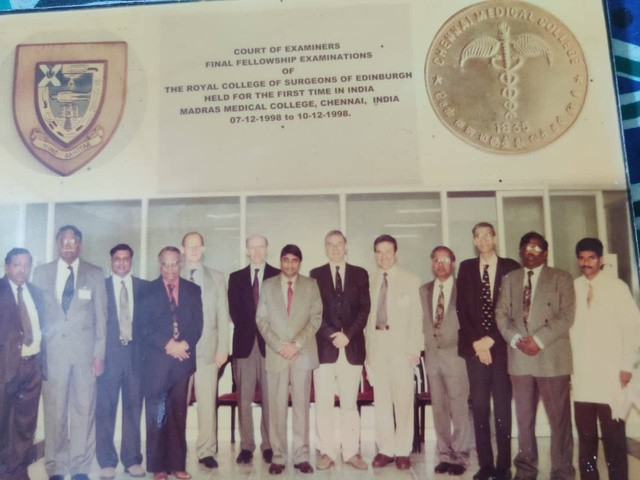 COURT OF EXAMINERS
FINAL FELLOWSHIP EXAMINATIONS
OF
THE ROYAL COLLEGE OF SURGEONS OF EDINBURGH
HELD FOR THE FIRST TIME IN INDIA
MADRAS MEDICAL COLLEGE, CHENNAI, INDIA
07-12-1998 to 10-12-1998.
CHENNAI MEDICAL COLLEGE
1835